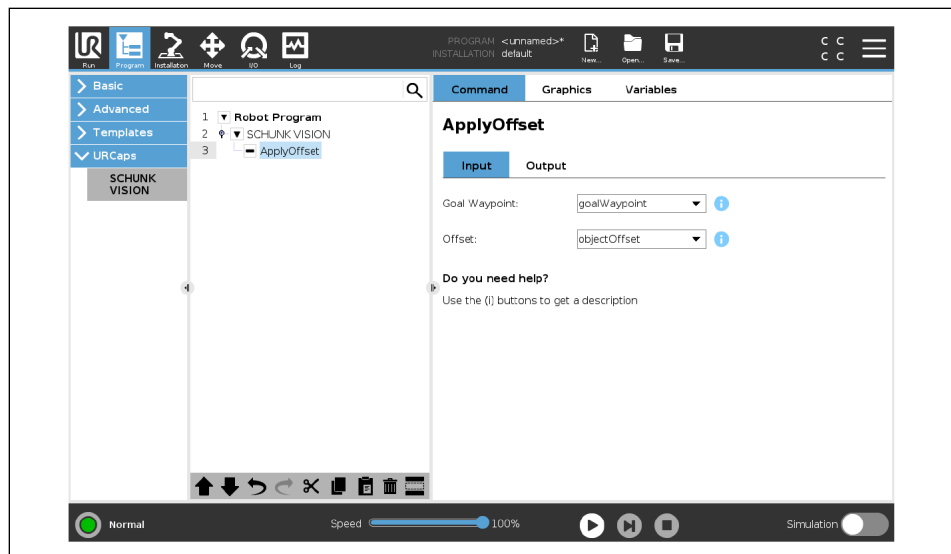 UR
PROGRAM <unnamed>*
INSTALLATION default
C C
C C
Run Program Installation Move I/O Log New... Open... Save...
Basic
Advanced
Templates
URCaps
SCHUNK
VISION
1 Robot Program
2 SCHUNK VISION
3 ApplyOffset
Command Graphics Variables
ApplyOffset
Input Output
Goal Waypoint: goalWaypoint i
Offset: objectOffset i
Do you need help?
Use the (i) buttons to get a description
Normal Speed 100% Simulation